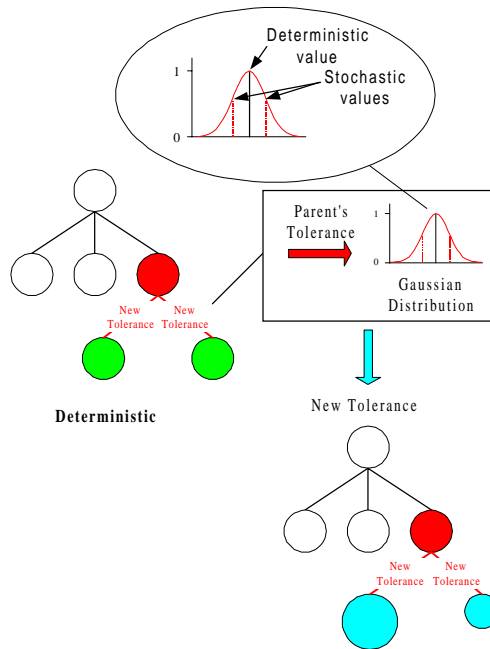 Deterministic
value
1
Stochastic
values
0
Parent's
Tolerance
1
0
Gaussian
Distribution
New
Tolerance
New
Tolerance
Deterministic
New Tolerance
New
Tolerance
New
Tolerance